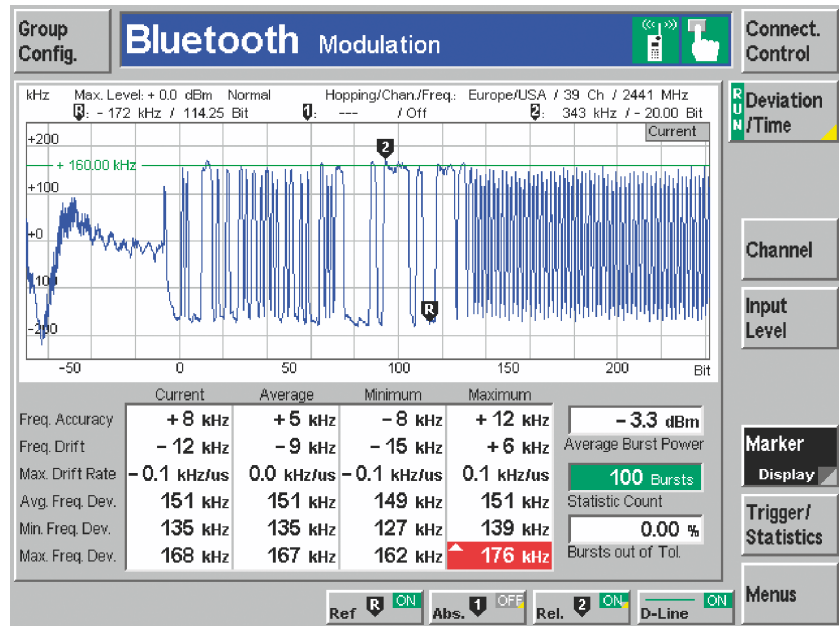 Group Config.
Bluetooth Modulation
Connect. Control
kHz Max. Level: + 0.0 dBm Normal Hopping/Chan./Freq.: Europe/USA / 39 Ch / 2441 MHz
R: – 172 kHz / 114.25 Bit 1: --- / Off 2: 343 kHz / – 20.00 Bit
Current
+200
+ 160.00 kHz
2
+100
+0
-100
R
-200
-50 0 50 100 150 200 Bit
RUN
Deviation /Time
Channel
Input Level
Current Average Minimum Maximum
Freq. Accuracy + 8 kHz + 5 kHz – 8 kHz + 12 kHz
Freq. Drift – 12 kHz – 9 kHz – 15 kHz + 6 kHz
Max. Drift Rate – 0.1 kHz/us 0.0 kHz/us – 0.1 kHz/us 0.1 kHz/us
Avg. Freq. Dev. 151 kHz 151 kHz 149 kHz 151 kHz
Min. Freq. Dev. 135 kHz 135 kHz 127 kHz 139 kHz
Max. Freq. Dev. 168 kHz 167 kHz 162 kHz 176 kHz
– 3.3 dBm
Average Burst Power
100 Bursts
Statistic Count
0.00 %
Bursts out of Tol.
Marker
Display
Trigger/ Statistics
Menus
Ref R ON
Abs. 1 OFF
Rel. 2 ON
D-Line ON